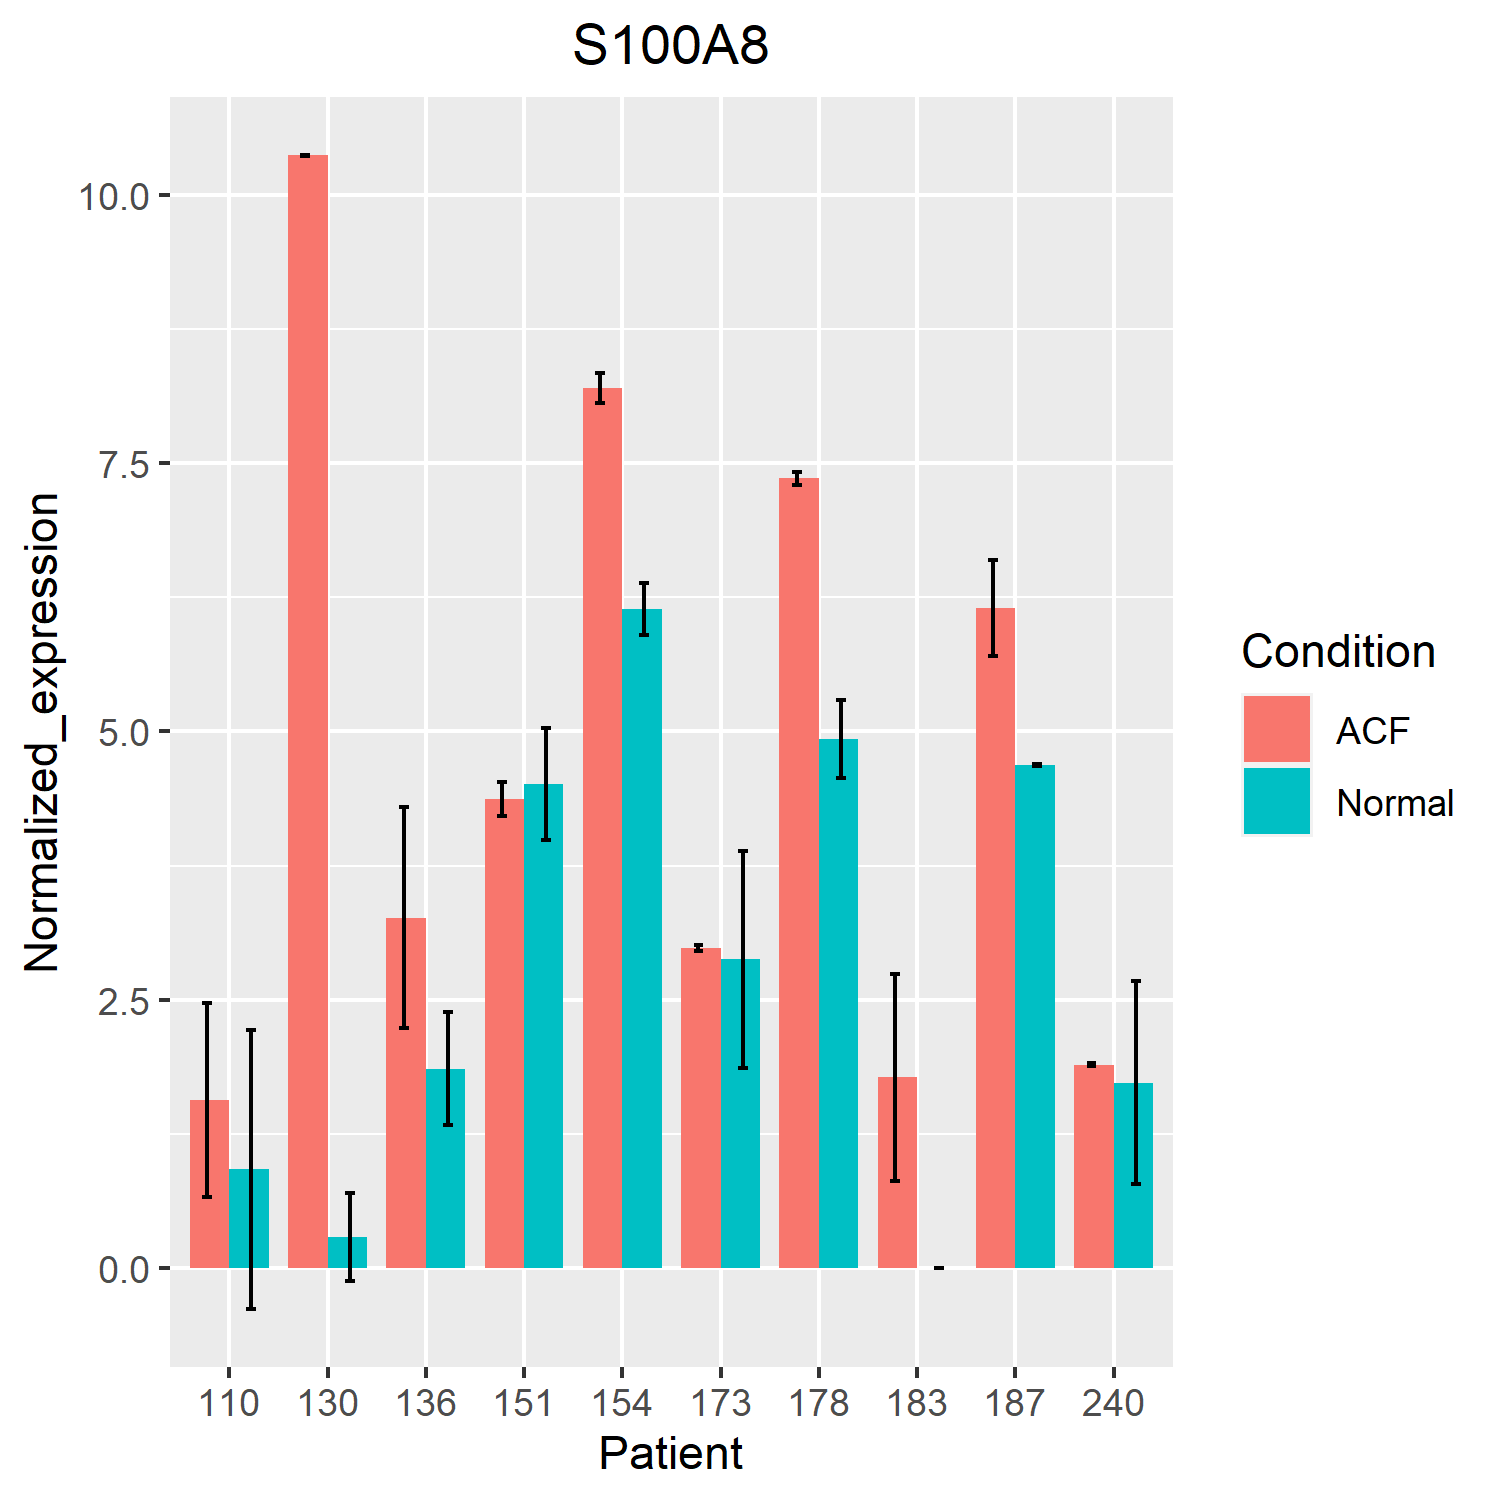 S100A8
Normalized_expression
10.0
7.5
5.0
2.5
0.0
110 130 136 151 154 173 178 183 187 240
Patient
Condition
ACF
Normal